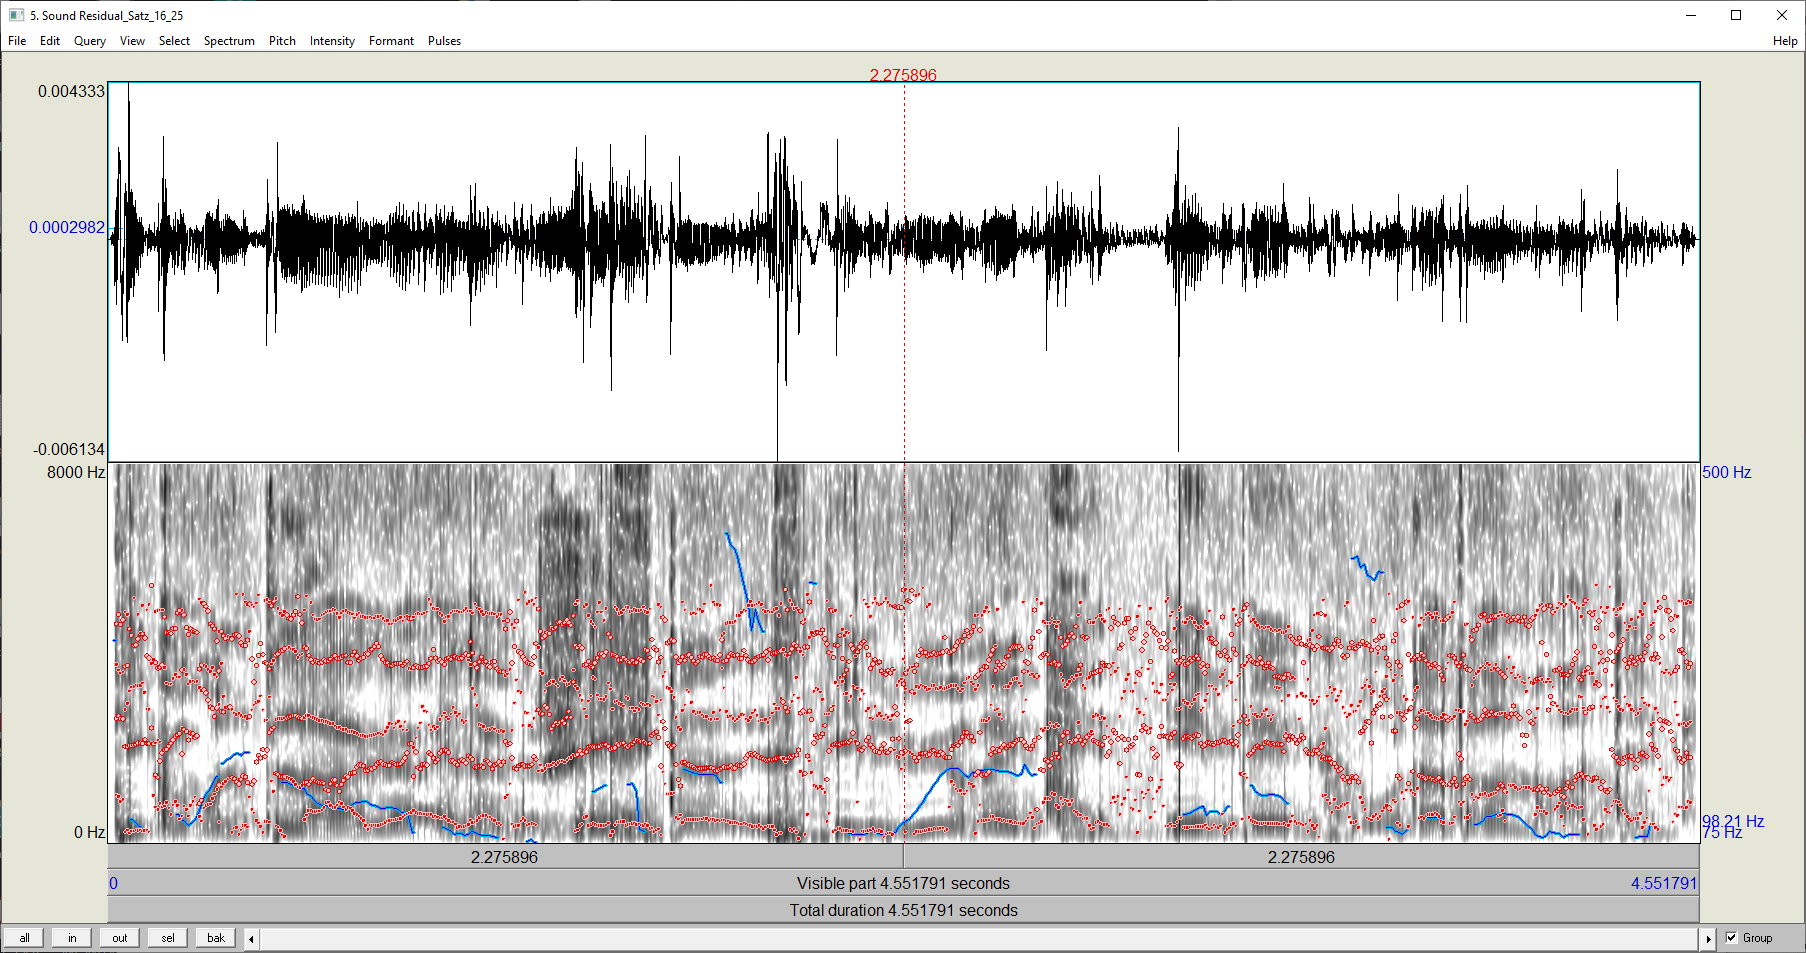 5. Sound Residual_Satz_16_25
File Edit Query View Select Spectrum Pitch Intensity Formant Pulses Help
2.275896
0.004333
0.0002982
-0.006134
8000 Hz 500 Hz
98.21 Hz
0 Hz 75 Hz
2.275896 2.275896
0 Visible part 4.551791 seconds 4.551791
Total duration 4.551791 seconds
all in out sel bak Group